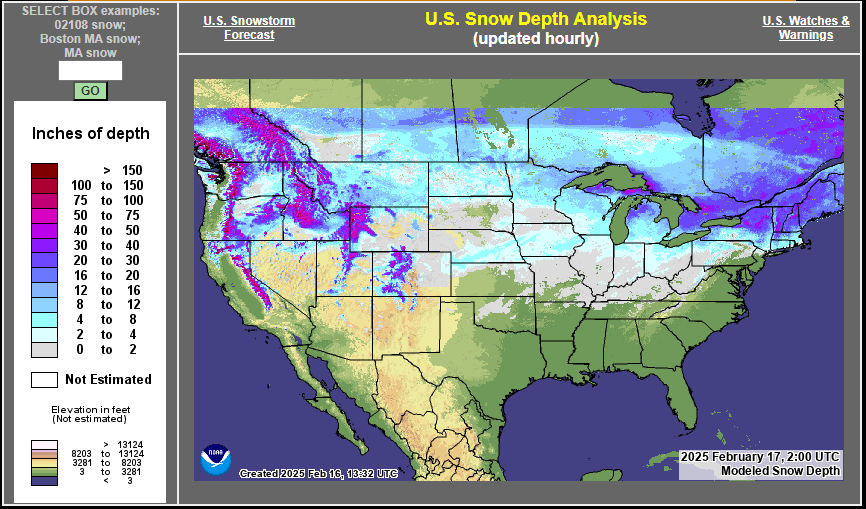 SELECT BOX examples:
02108 snow;
Boston MA snow;
MA snow
GO
U.S. Snowstorm
Forecast
U.S. Snow Depth Analysis
(updated hourly)
U.S. Watches &
Warnings
Inches of depth
> 150
100 to 150
75 to 100
50 to 75
40 to 50
30 to 40
20 to 30
16 to 20
12 to 16
8 to 12
4 to 8
2 to 4
0 to 2
Not Estimated
Elevation in feet
(Not estimated)
> 13124
8203 to 13124
3281 to 8203
3 to 3281
< 3
NOAA
Created 2025 Feb 16, 13:32 UTC
2025 February 17, 2:00 UTC
Modeled Snow Depth